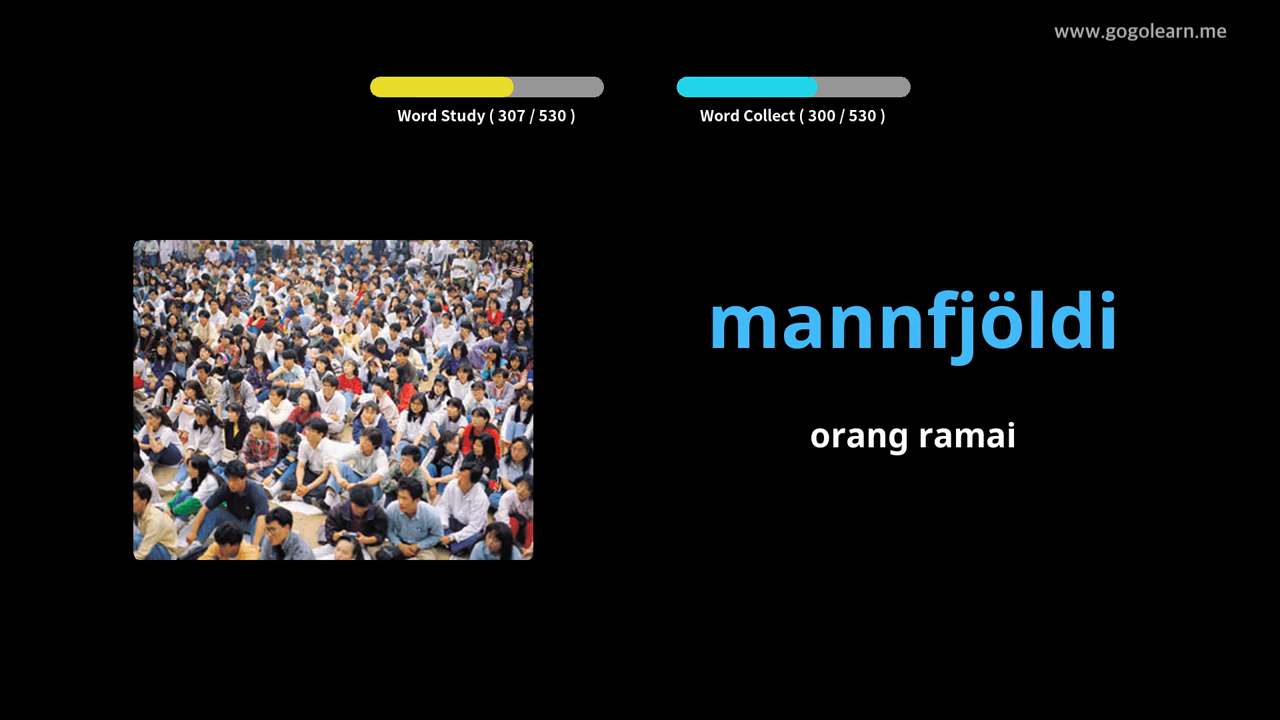 www.gogolearn.me
Word Study ( 307 / 530 )
Word Collect ( 300 / 530 )
mannfjöldi
orang ramai